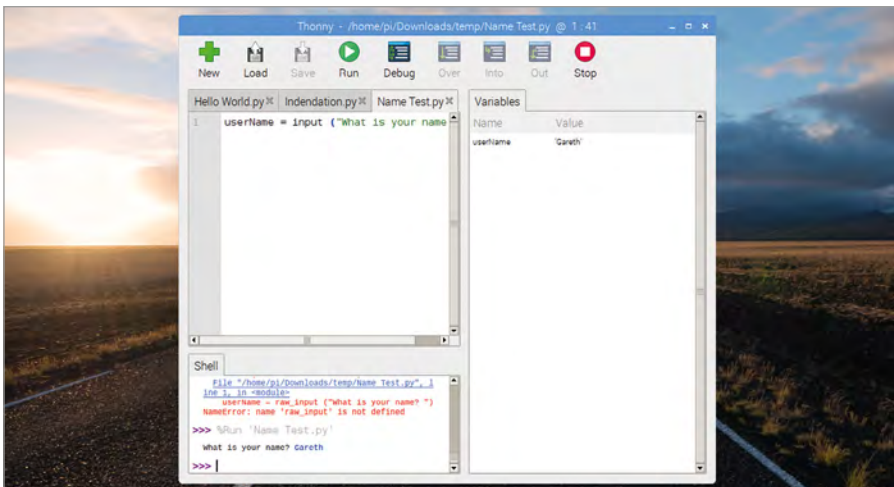 Thonny - /home/pi/Downloads/temp/Name Test.py @ 1 : 41
New Load Save Run Debug Over Into Out Stop
Hello World.py Indendation.py Name Test.py
1 userName = input ("What is your name
Variables
Name Value
userName 'Gareth'
Shell
File "/home/pi/Downloads/temp/Name Test.py", l
ine 1, in <module>
userName = raw_input ("What is your name? ")
NameError: name 'raw_input' is not defined
>>> %Run 'Name Test.py'
What is your name? Gareth
>>>